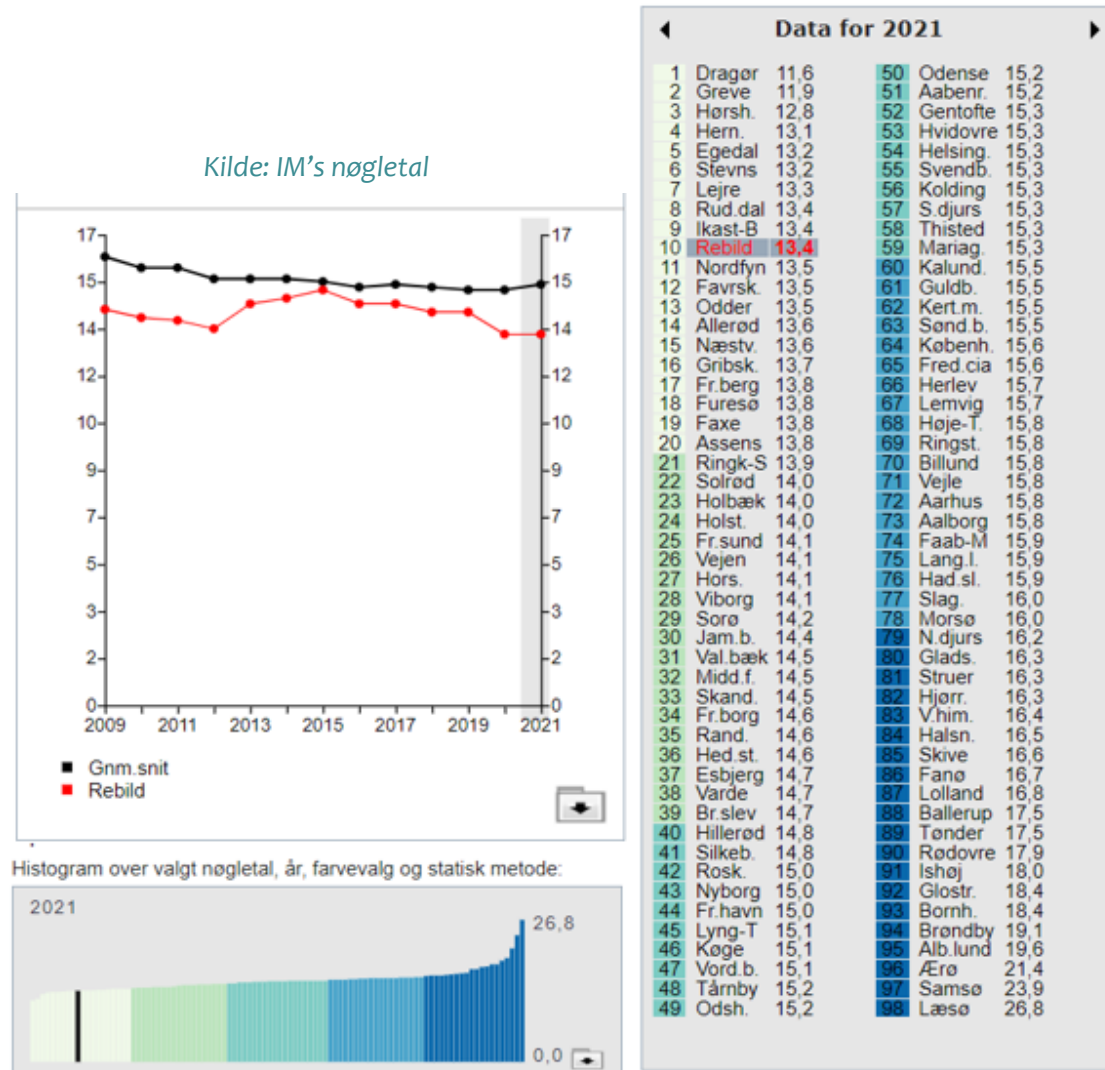 Kilde: IM's nøgletal
17 17
15 15
14 14
12 12
10 10
9 9
7 7
5 5
3 3
2 2
0 0
2009 2011 2013 2015 2017 2019 2021
Gnm.snit
Rebild
Histogram over valgt nøgletal, år, farvevalg og statisk metode:
2021
26,8
0,0
Data for 2021
1 Dragør 11,6
2 Greve 11,9
3 Hørsh. 12,8
4 Hern. 13,1
5 Egedal 13,2
6 Stevns 13,2
7 Lejre 13,3
8 Rud.dal 13,4
9 Ikast-B 13,4
10 Rebild 13,4
11 Nordfyn 13,5
12 Favrsk. 13,5
13 Odder 13,5
14 Allerød 13,6
15 Næstv. 13,6
16 Gribsk. 13,7
17 Fr.berg 13,8
18 Furesø 13,8
19 Faxe 13,8
20 Assens 13,8
21 Ringk-S 13,9
22 Solrød 14,0
23 Holbæk 14,0
24 Holst. 14,0
25 Fr.sund 14,1
26 Vejen 14,1
27 Hors. 14,1
28 Viborg 14,1
29 Sorø 14,2
30 Jam.b. 14,4
31 Val.bæk 14,5
32 Midd.f. 14,5
33 Skand. 14,5
34 Fr.borg 14,6
35 Rand. 14,6
36 Hed.st. 14,6
37 Esbjerg 14,7
38 Varde 14,7
39 Br.slev 14,7
40 Hillerød 14,8
41 Silkeb. 14,8
42 Rosk. 15,0
43 Nyborg 15,0
44 Fr.havn 15,0
45 Lyng-T 15,1
46 Køge 15,1
47 Vord.b. 15,1
48 Tårnby 15,2
49 Odsh. 15,2
50 Odense 15,2
51 Aabenr. 15,2
52 Gentofte 15,3
53 Hvidovre 15,3
54 Helsing. 15,3
55 Svendb. 15,3
56 Kolding 15,3
57 S.djurs 15,3
58 Thisted 15,3
59 Mariag. 15,3
60 Kalund. 15,5
61 Guldb. 15,5
62 Kert.m. 15,5
63 Sønd.b. 15,5
64 Københ. 15,6
65 Fred.cia 15,6
66 Herlev 15,7
67 Lemvig 15,7
68 Høje-T. 15,8
69 Ringst. 15,8
70 Billund 15,8
71 Vejle 15,8
72 Aarhus 15,8
73 Aalborg 15,8
74 Faab-M 15,9
75 Lang.l. 15,9
76 Had.sl. 15,9
77 Slag. 16,0
78 Morsø 16,0
79 N.djurs 16,2
80 Glads. 16,3
81 Struer 16,3
82 Hjørr. 16,3
83 V.him. 16,4
84 Halsn. 16,5
85 Skive 16,6
86 Fanø 16,7
87 Lolland 16,8
88 Ballerup 17,5
89 Tønder 17,5
90 Rødovre 17,9
91 Ishøj 18,0
92 Glostr. 18,4
93 Bornh. 18,4
94 Brøndby 19,1
95 Alb.lund 19,6
96 Ærø 21,4
97 Samsø 23,9
98 Læsø 26,8